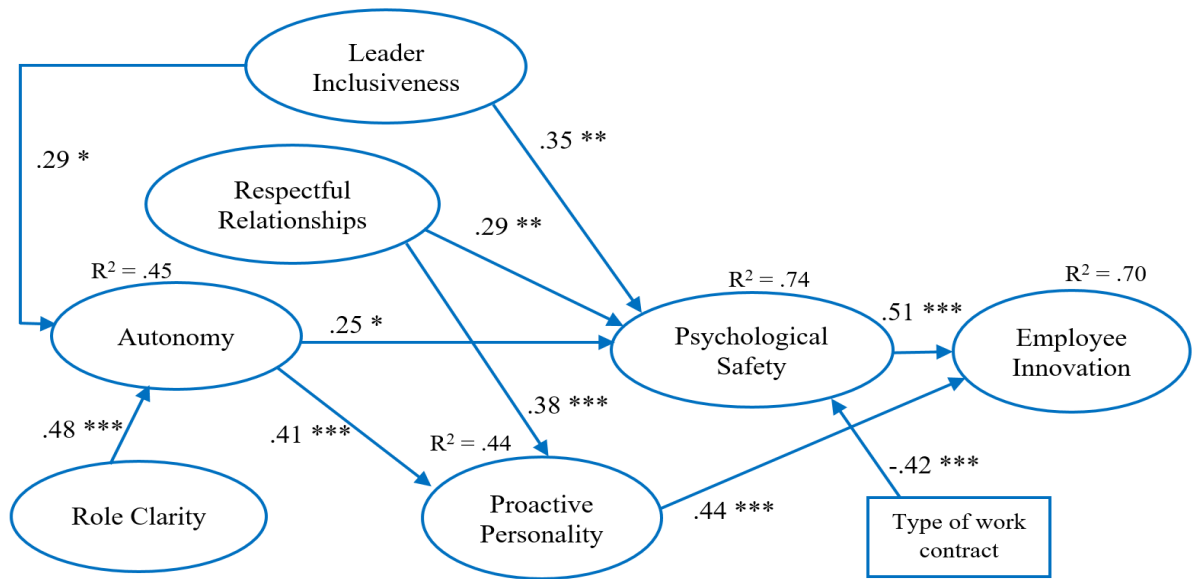 Leader
Inclusiveness
.35 **
.29 *
Respectful
Relationships
.29 **
R² = .45
R² = .74
R² = .70
Autonomy
.25 *
Psychological
Safety
.51 ***
Employee
Innovation
.48 ***
.41 ***
.38 ***
R² = .44
-.42 ***
Role Clarity
Proactive
Personality
.44 ***
Type of work
contract